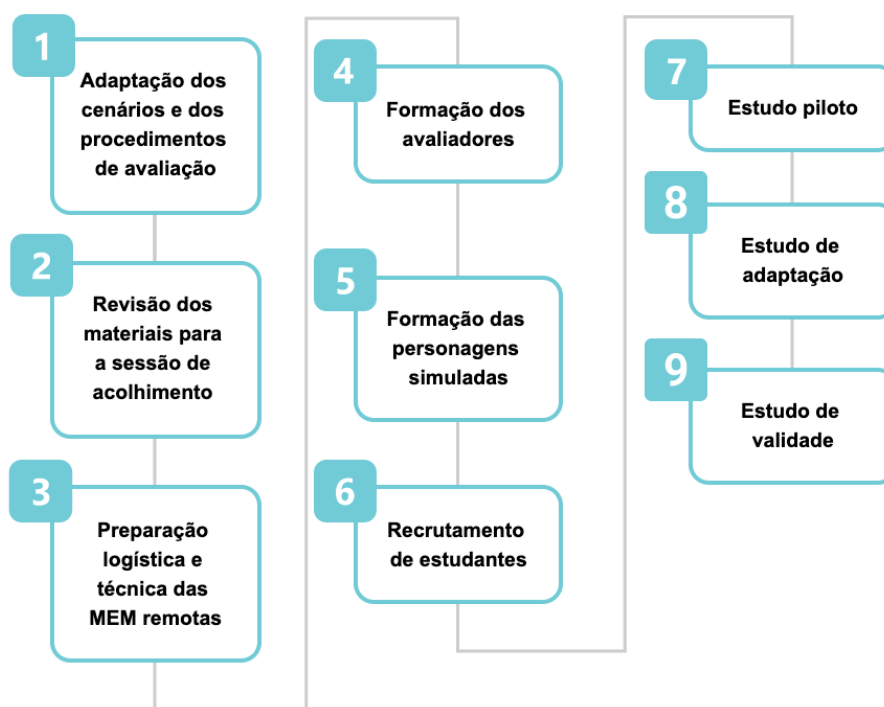 1
Adaptação dos
cenários e dos
procedimentos
de avaliação
2
Revisão dos
materiais para
a sessão de
acolhimento
3
Preparação
logística e
técnica das
MEM remotas
4
Formação dos
avaliadores
5
Formação das
personagens
simuladas
6
Recrutamento
de estudantes
7
Estudo piloto
8
Estudo de
adaptação
9
Estudo de
validade